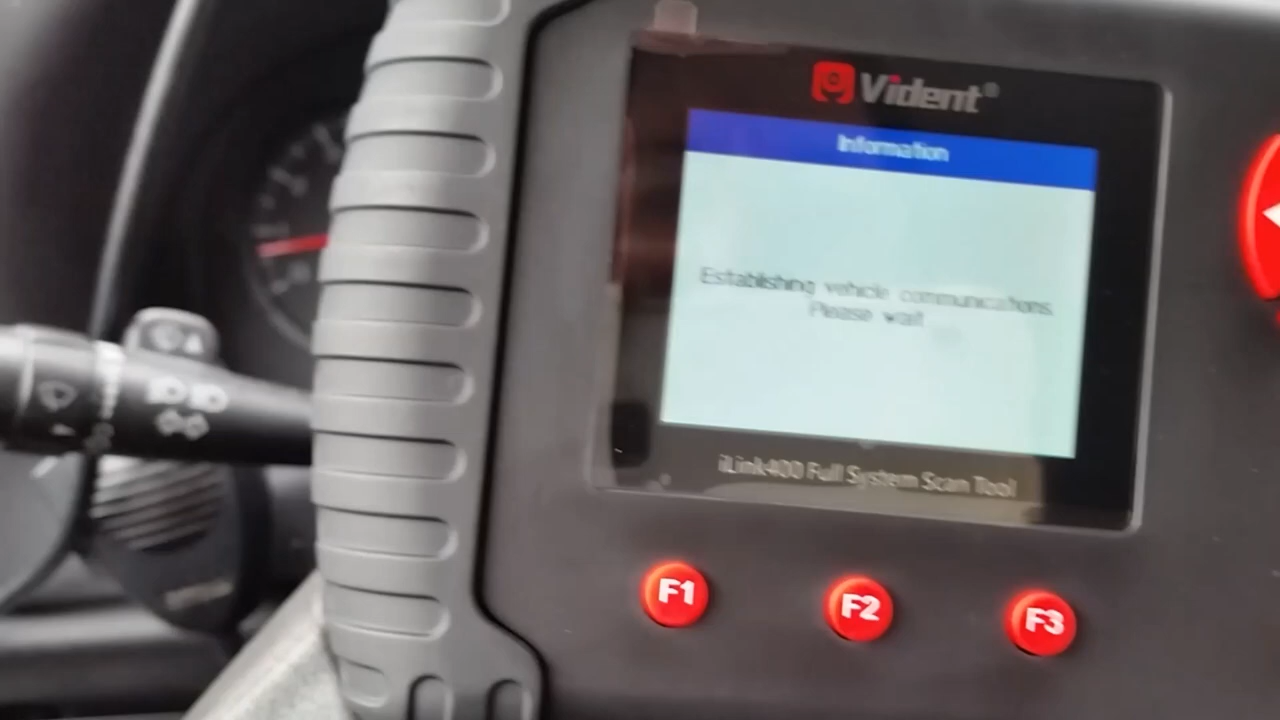 Vident®
Information
Establishing vehicle communications.
Please wait...
iLink400 Full System Scan Tool
F1
F2
F3